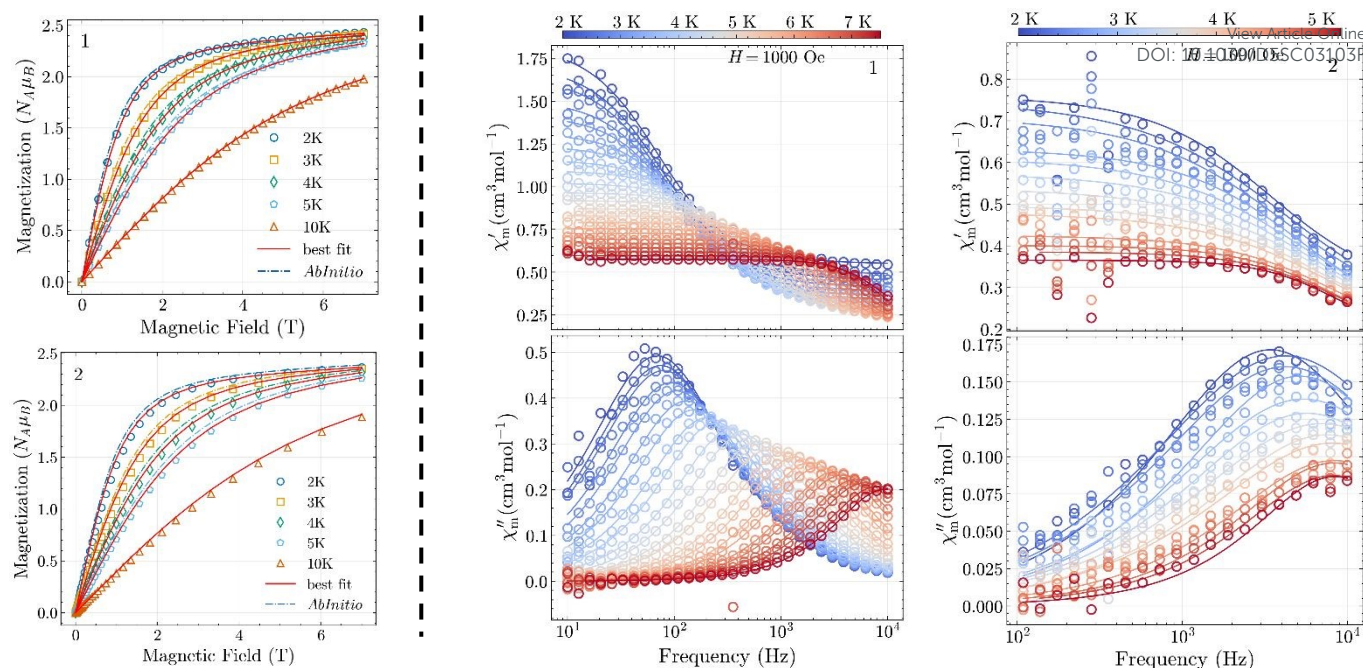 1
Magnetization (N_Aμ_B)
2.5
2.0
1.5
1.0
0.5
0.0
2K
3K
4K
5K
10K
best fit
AbInitio
0 2 4 6
Magnetic Field (T)
2
Magnetization (N_Aμ_B)
2.5
2.0
1.5
1.0
0.5
0.0
2K
3K
4K
5K
10K
best fit
AbInitio
0 2 4 6
Magnetic Field (T)
2 K 3 K 4 K 5 K 6 K 7 K
H = 1000 Oe
1
χ′_m(cm³mol⁻¹)
1.75
1.50
1.25
1.00
0.75
0.50
0.25
χ″_m(cm³mol⁻¹)
0.5
0.4
0.3
0.2
0.1
0.0
10¹ 10² 10³ 10⁴
Frequency (Hz)
2 K 3 K 4 K 5 K
View Article Online
DOI:
2
χ′_m(cm³mol⁻¹)
0.8
0.7
0.6
0.5
0.4
0.3
0.2
χ″_m(cm³mol⁻¹)
0.175
0.150
0.125
0.100
0.075
0.050
0.025
0.000
10² 10³ 10⁴
Frequency (Hz)